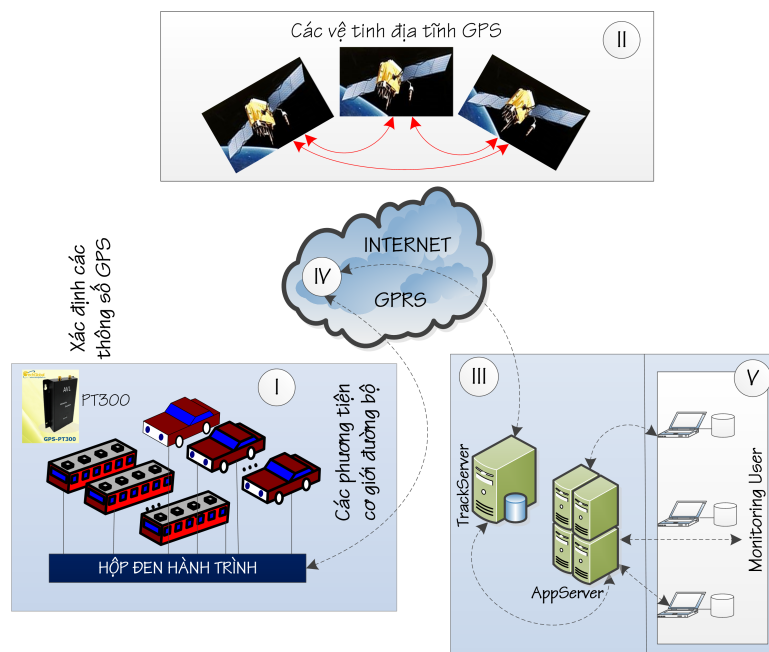 Các vệ tinh địa tĩnh GPS
II
INTERNET
IV
GPRS
Xác định các
thông số GPS
I
PT300
GPS-PT300
Các phương tiện
cơ giới đường bộ
HỘP ĐEN HÀNH TRÌNH
III
TrackServer
AppServer
V
Monitoring User